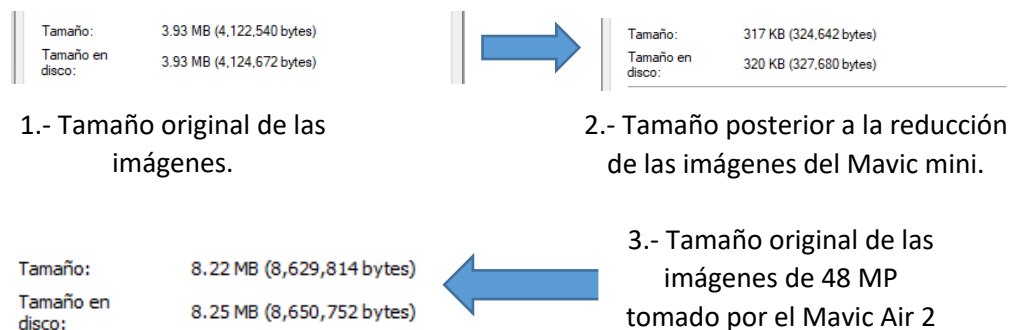 Tamaño: 3.93 MB (4,122,540 bytes)
Tamaño en
disco: 3.93 MB (4,124,672 bytes)
Tamaño: 317 KB (324,642 bytes)
Tamaño en
disco: 320 KB (327,680 bytes)
1.- Tamaño original de las
imágenes.
2.- Tamaño posterior a la reducción
de las imágenes del Mavic mini.
3.- Tamaño original de las
imágenes de 48 MP
tomado por el Mavic Air 2
Tamaño: 8.22 MB (8,629,814 bytes)
Tamaño en
disco: 8.25 MB (8,650,752 bytes)